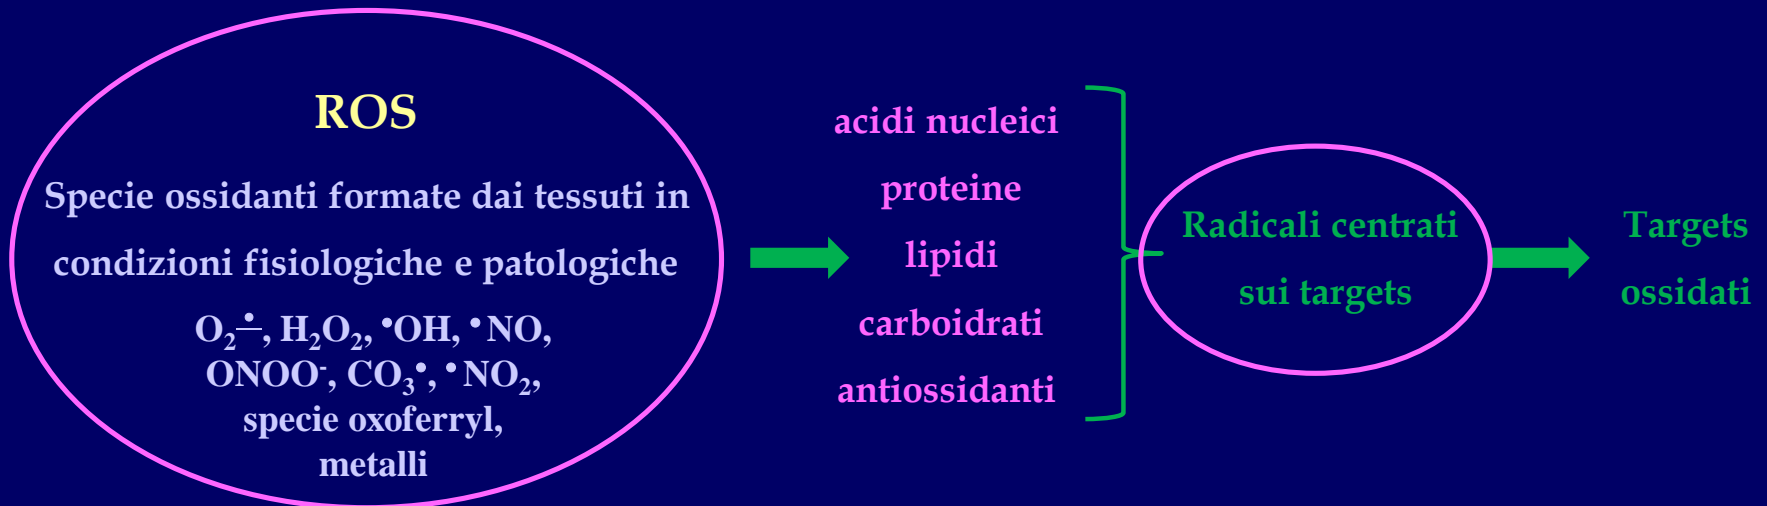 ROS
Specie ossidanti formate dai tessuti in
condizioni fisiologiche e patologiche
O₂•–, H₂O₂, •OH, •NO,
ONOO⁻, CO₃•, •NO₂,
specie oxoferryl,
metalli
acidi nucleici
proteine
lipidi
carboidrati
antiossidanti
Radicali centrati
sui targets
Targets
ossidati